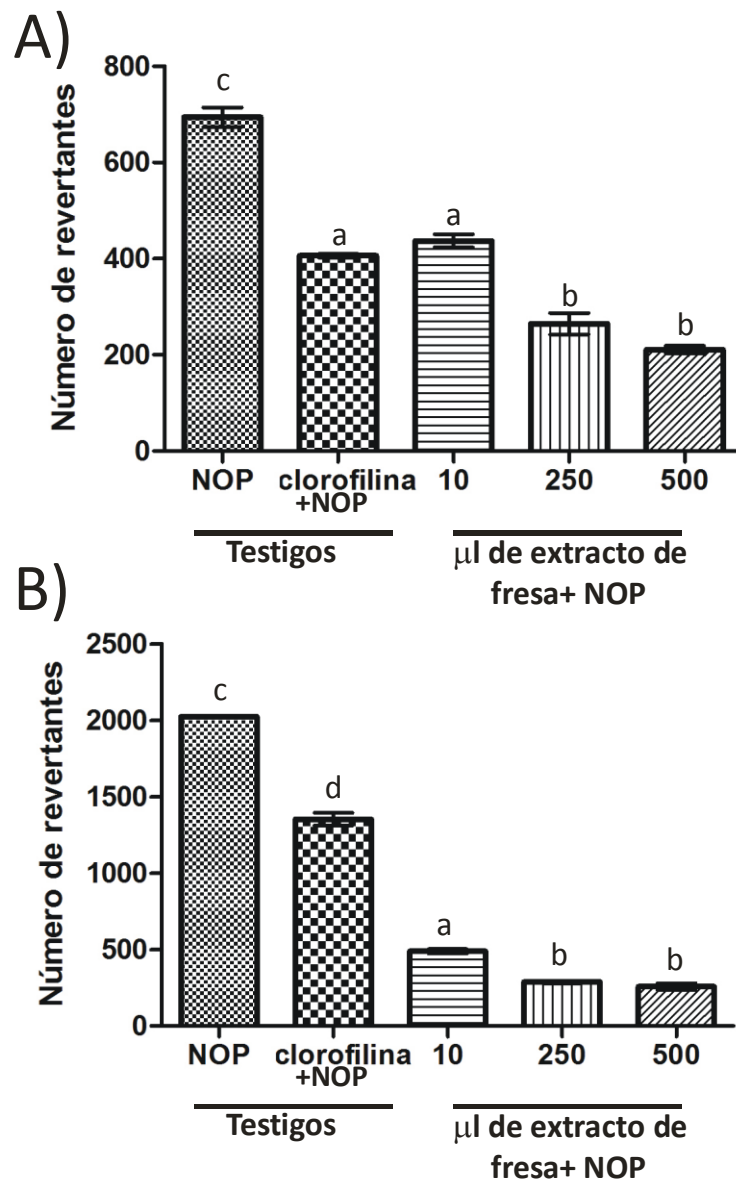 A)
Número de revertantes
800
600
400
200
0
c
a
a
b
b
NOP
clorofilina
+NOP
10
250
500
Testigos
µl de extracto de
fresa+ NOP
B)
Número de revertantes
2500
2000
1500
1000
500
0
c
d
a
b
b
NOP
clorofilina
+NOP
10
250
500
Testigos
µl de extracto de
fresa+ NOP